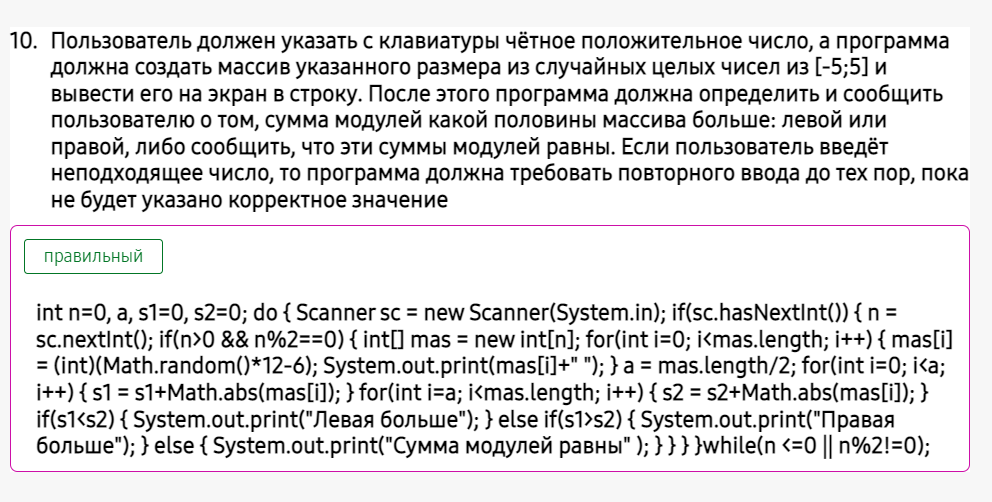 10. Пользователь должен указать с клавиатуры чётное положительное число, а программа
должна создать массив указанного размера из случайных целых чисел из [-5;5] и
вывести его на экран в строку. После этого программа должна определить и сообщить
пользователю о том, сумма модулей какой половины массива больше: левой или
правой, либо сообщить, что эти суммы модулей равны. Если пользователь введёт
неподходящее число, то программа должна требовать повторного ввода до тех пор, пока
не будет указано корректное значение
правильный
int n=0, a, s1=0, s2=0; do { Scanner sc = new Scanner(System.in); if(sc.hasNextInt()) { n =
sc.nextInt(); if(n>0 && n%2==0) { int[] mas = new int[n]; for(int i=0; i<mas.length; i++) { mas[i]
= (int)(Math.random()*12-6); System.out.print(mas[i]+" "); } a = mas.length/2; for(int i=0; i<a;
i++) { s1 = s1+Math.abs(mas[i]); } for(int i=a; i<mas.length; i++) { s2 = s2+Math.abs(mas[i]); }
if(s1<s2) { System.out.print("Левая больше"); } else if(s1>s2) { System.out.print("Правая
больше"); } else { System.out.print("Сумма модулей равны" ); } } } }while(n <=0 || n%2!=0);